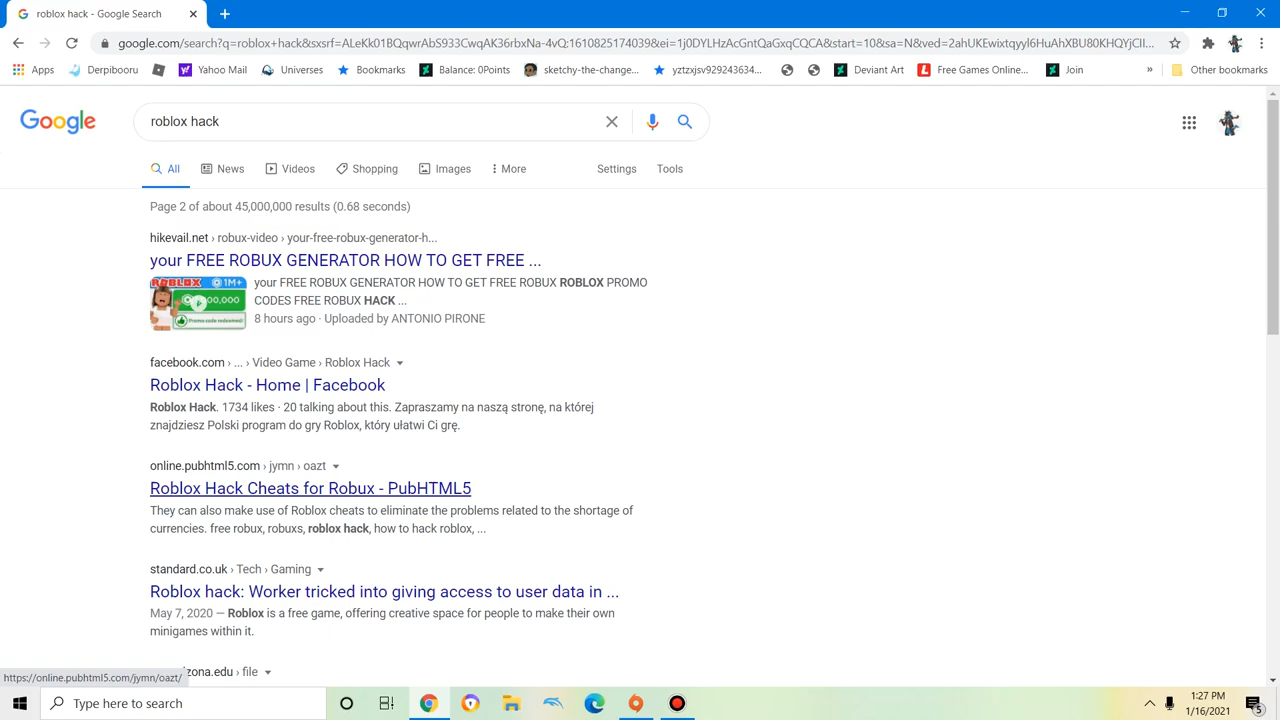 roblox hack - Google Search
google.com/search?q=roblox+hack&sxsrf=ALeKk01BQqwrAbS933CwqAK36rbxNa-4vQ:1610825174039&ei=1j0DYLHzAcGntQaGxqCQCA&start=10&sa=N&ved=2ahUKEwixtqyyl6HuAhXBU80KHQYjCII...
Apps Derpibooru Yahoo Mail Universes Bookmarks Balance: 0Points sketchy-the-change... yztzxjsv929243634... Deviant Art Free Games Online... Join » Other bookmarks
Google
roblox hack
All News Videos Shopping Images More Settings Tools
Page 2 of about 45,000,000 results (0.68 seconds)
hikevail.net › robux-video › your-free-robux-generator-h...
your FREE ROBUX GENERATOR HOW TO GET FREE ...
ROBLOX 1M+
your FREE ROBUX GENERATOR HOW TO GET FREE ROBUX ROBLOX PROMO
CODES FREE ROBUX HACK ...
Promo code redeemed!
8 hours ago · Uploaded by ANTONIO PIRONE
facebook.com › ... › Video Game › Roblox Hack
Roblox Hack - Home | Facebook
Roblox Hack. 1734 likes · 20 talking about this. Zapraszamy na naszą stronę, na której
znajdziesz Polski program do gry Roblox, który ułatwi Ci grę.
online.pubhtml5.com › jymn › oazt
Roblox Hack Cheats for Robux - PubHTML5
They can also make use of Roblox cheats to eliminate the problems related to the shortage of
currencies. free robux, robuxs, roblox hack, how to hack roblox, ...
standard.co.uk › Tech › Gaming
Roblox hack: Worker tricked into giving access to user data in ...
May 7, 2020 — Roblox is a free game, offering creative space for people to make their own
minigames within it.
zona.edu › file
https://online.pubhtml5.com/jymn/oazt/
Type here to search
1:27 PM
1/16/2021
5